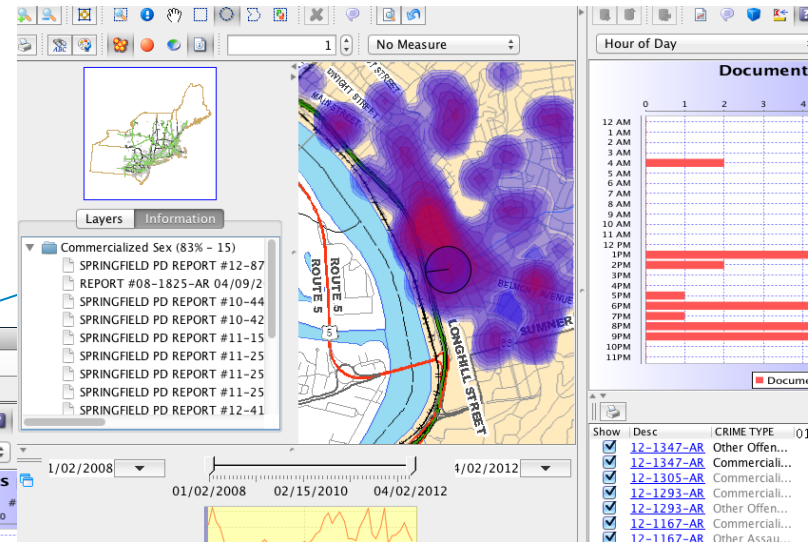 1
No Measure
Hour of Day
Layers
Information
Commercialized Sex (83% - 15)
SPRINGFIELD PD REPORT #12-87
REPORT #08-1825-AR 04/09/2
SPRINGFIELD PD REPORT #10-44
SPRINGFIELD PD REPORT #10-42
SPRINGFIELD PD REPORT #11-15
SPRINGFIELD PD REPORT #11-25
SPRINGFIELD PD REPORT #11-25
SPRINGFIELD PD REPORT #11-25
SPRINGFIELD PD REPORT #12-41
DWIGHT STREET
MAIN STREET
ROUTE 5
ROUTE 5
5
BELMONT AVENUE
SUMNER
LONGHILL STREET
1/02/2008
4/02/2012
01/02/2008 02/15/2010 04/02/2012
Document
0 1 2 3 4
12 AM
1 AM
2 AM
3 AM
4 AM
5 AM
6 AM
7 AM
8 AM
9 AM
10 AM
11 AM
12 PM
1PM
2PM
3PM
4PM
5PM
6PM
7PM
8PM
9PM
10PM
11PM
Docume
Show Desc CRIME TYPE 01
12-1347-AR Other Offen...
12-1347-AR Commerciali...
12-1305-AR Commerciali...
12-1293-AR Commerciali...
12-1293-AR Other Offen...
12-1167-AR Commerciali...
12-1167-AR Other Assau...